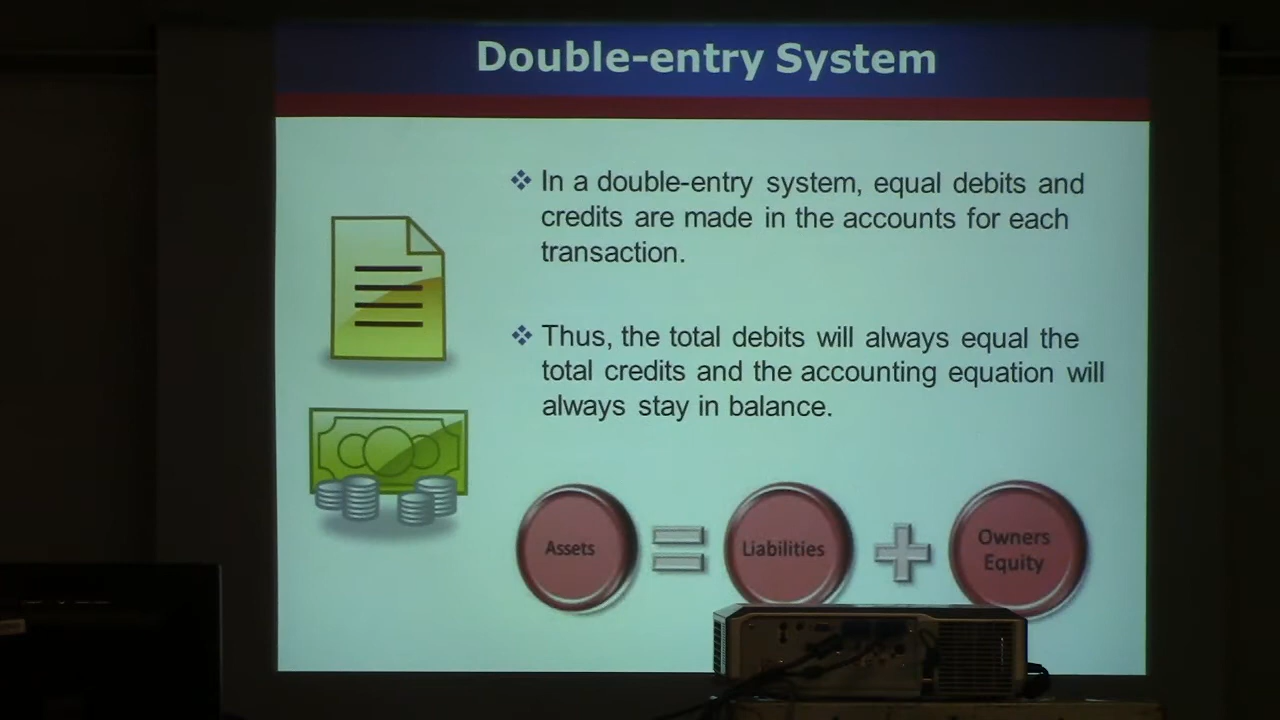 Double-entry System
❖ In a double-entry system, equal debits and
credits are made in the accounts for each
transaction.
❖ Thus, the total debits will always equal the
total credits and the accounting equation will
always stay in balance.
Assets = Liabilities + Owners
Equity